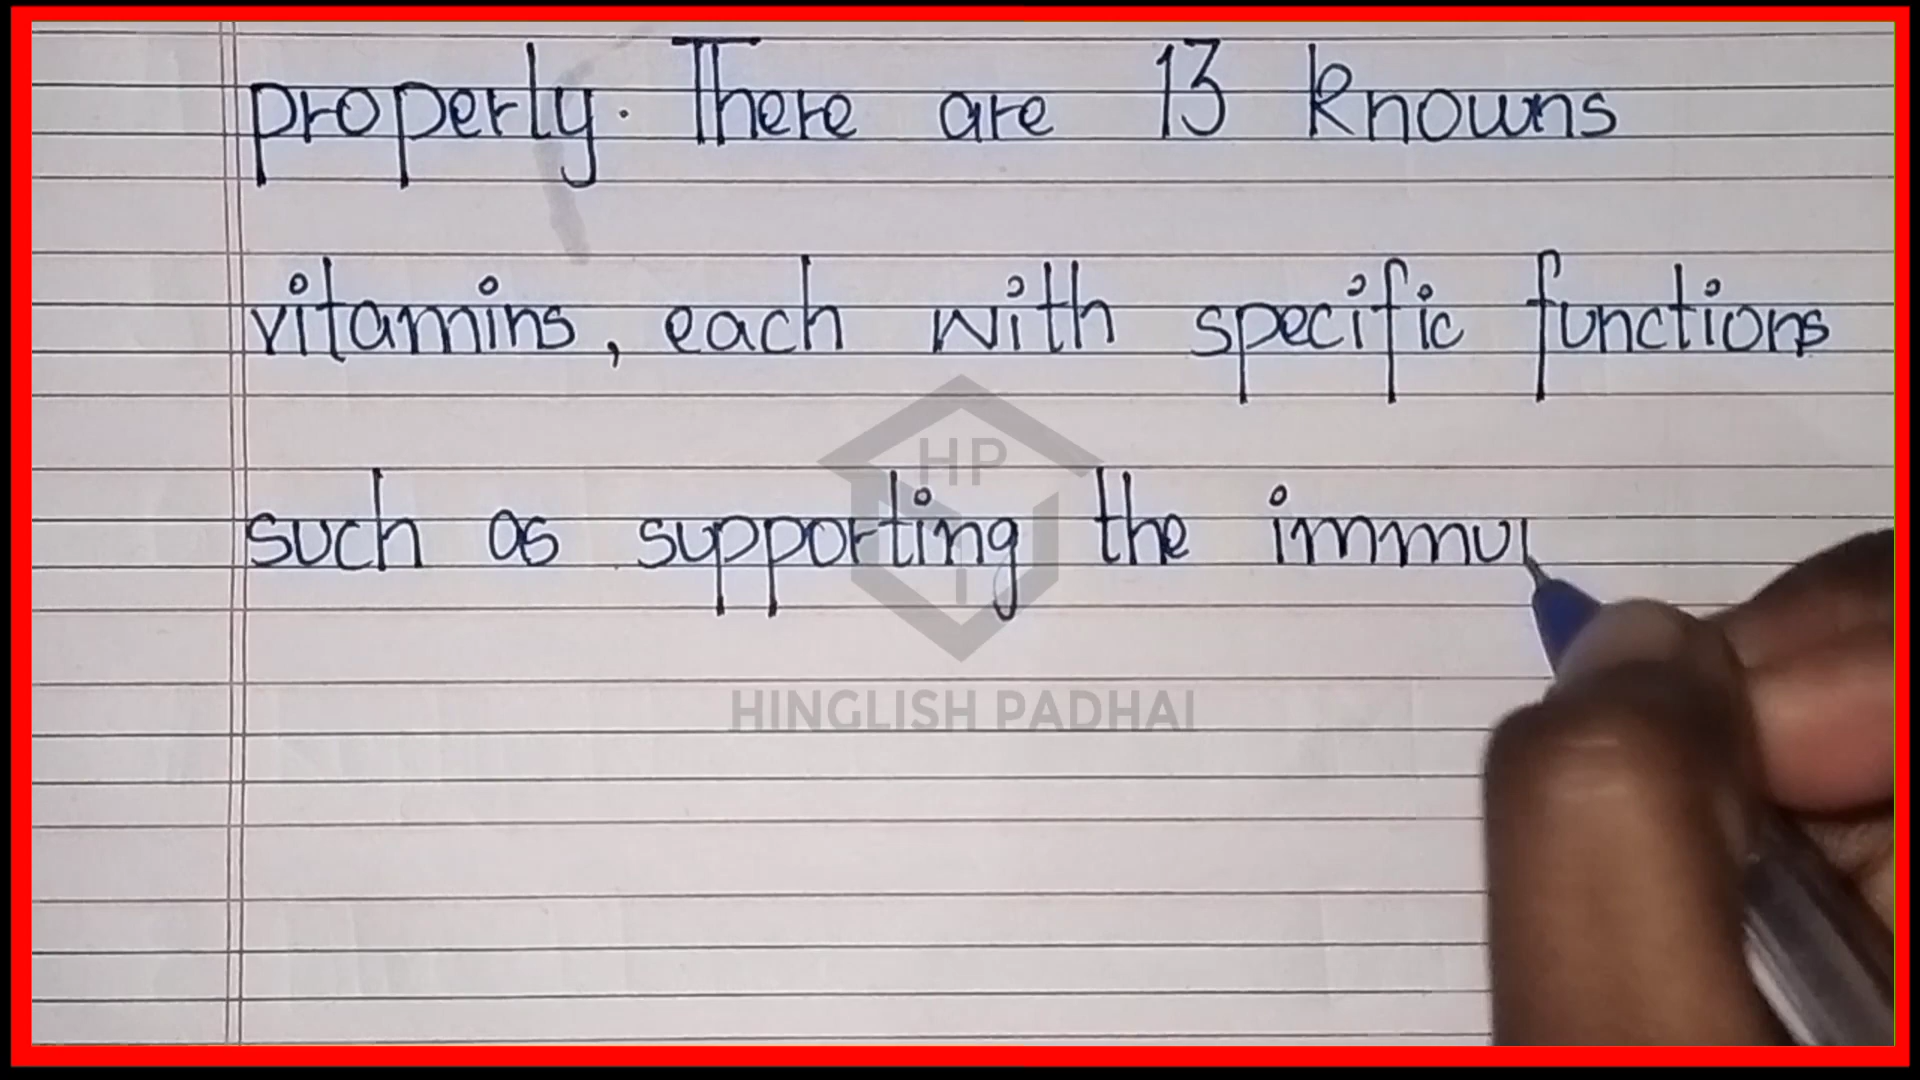 properly. There are 13 knowns
vitamins, each with specific functions
such as supporting the immu
HP
HINGLISH PADHAI